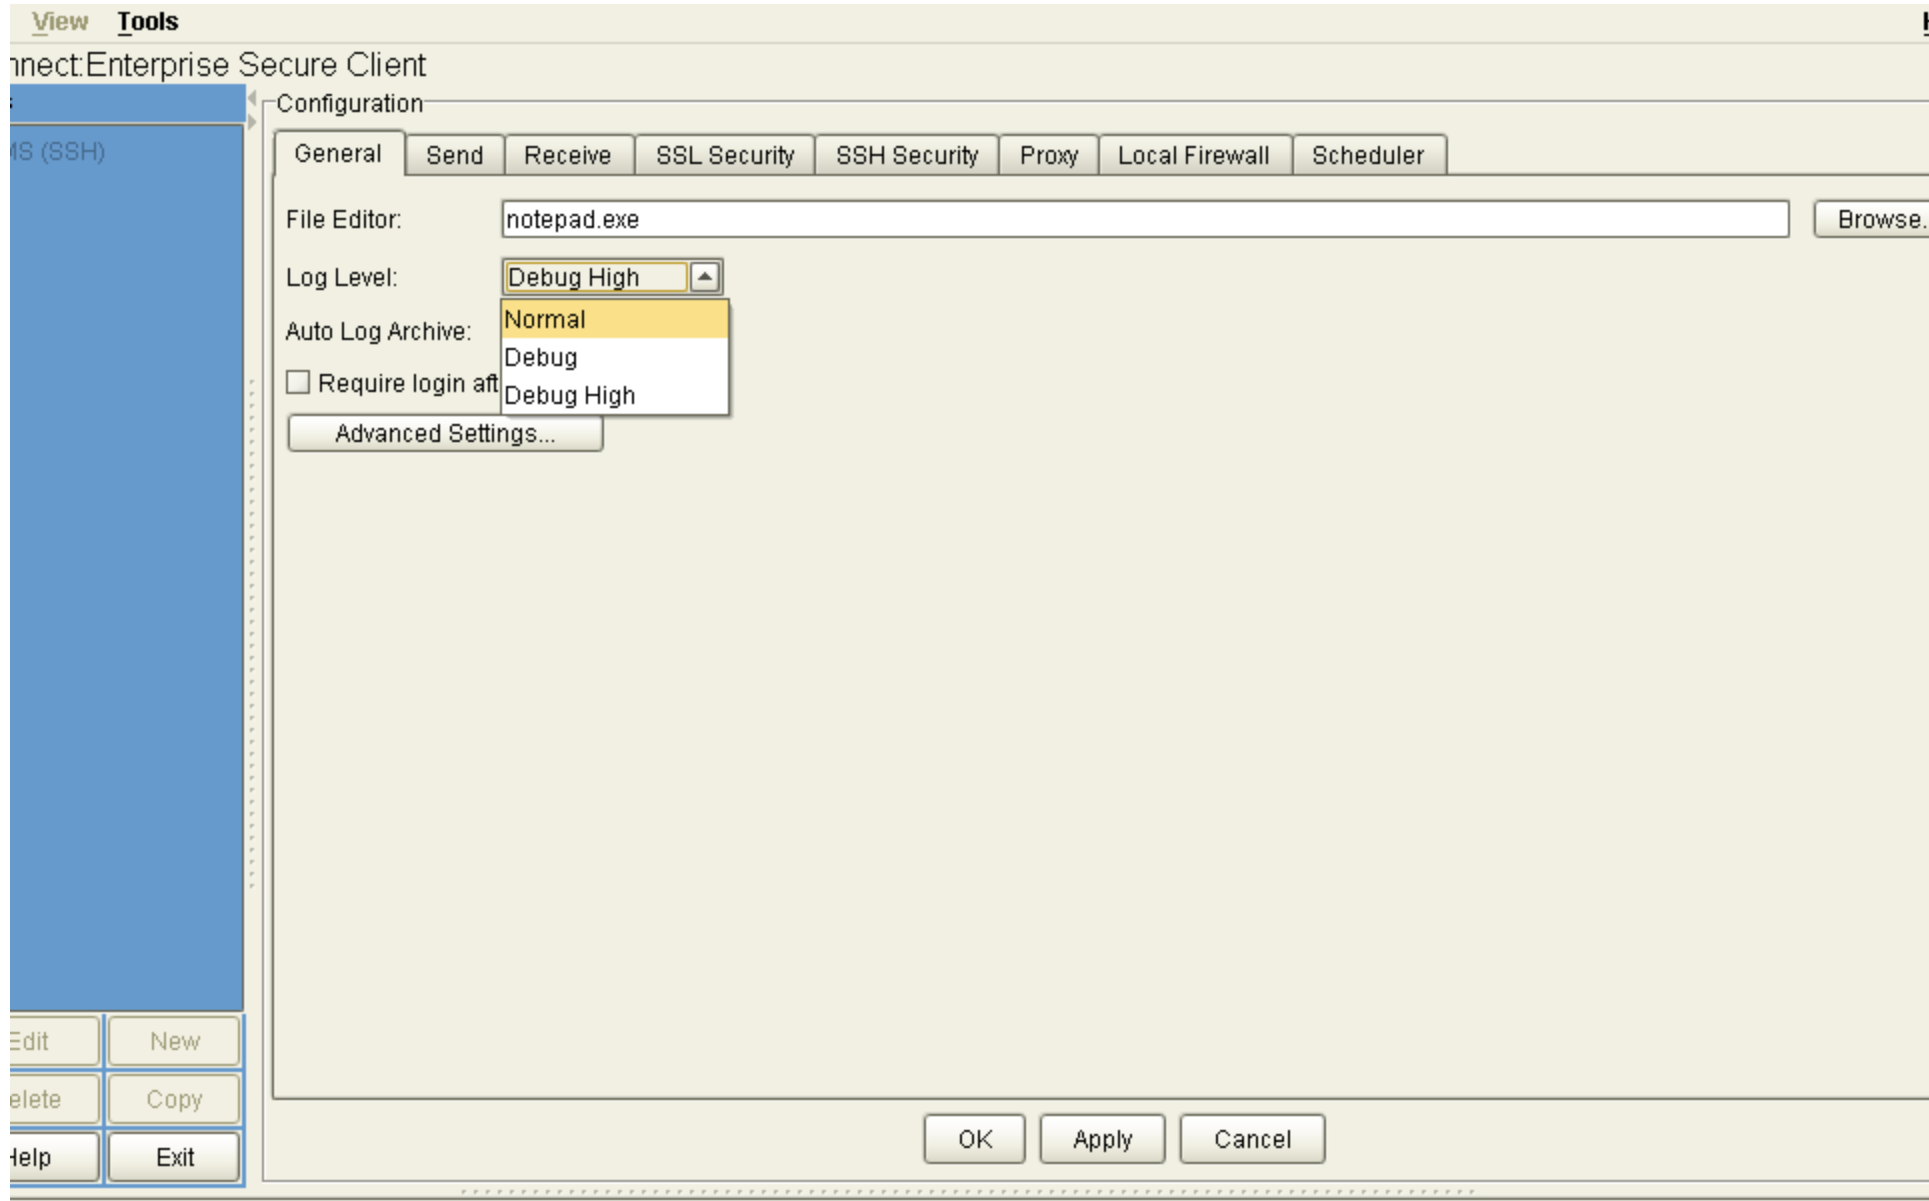 View Tools
nnect:Enterprise Secure Client
Configuration
MS (SSH)
General Send Receive SSL Security SSH Security Proxy Local Firewall Scheduler
File Editor: notepad.exe Browse..
Log Level: Debug High
Normal
Auto Log Archive:
Debug
Require login aft
Debug High
Advanced Settings...
Edit New
elete Copy
Help Exit
OK Apply Cancel